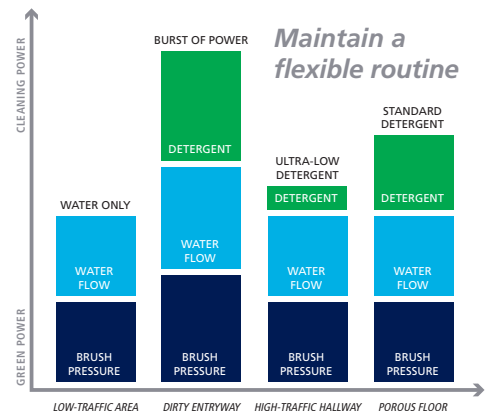 Maintain a
flexible routine
CLEANING POWER
GREEN POWER
WATER ONLY
WATER
FLOW
BRUSH
PRESSURE
LOW-TRAFFIC AREA
BURST OF POWER
DETERGENT
WATER
FLOW
BRUSH
PRESSURE
DIRTY ENTRYWAY
ULTRA-LOW
DETERGENT
DETERGENT
WATER
FLOW
BRUSH
PRESSURE
HIGH-TRAFFIC HALLWAY
STANDARD
DETERGENT
DETERGENT
WATER
FLOW
BRUSH
PRESSURE
POROUS FLOOR